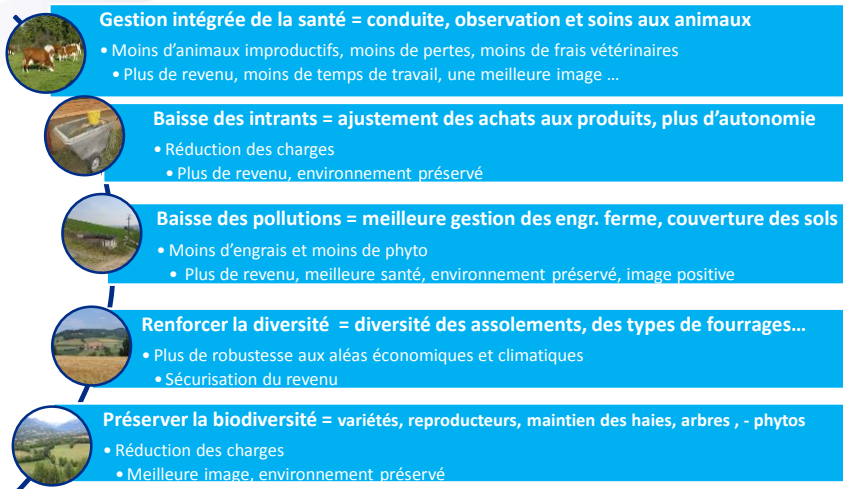 Gestion intégrée de la santé = conduite, observation et soins aux animaux
• Moins d'animaux improductifs, moins de pertes, moins de frais vétérinaires
• Plus de revenu, moins de temps de travail, une meilleure image …
Baisse des intrants = ajustement des achats aux produits, plus d'autonomie
• Réduction des charges
• Plus de revenu, environnement préservé
Baisse des pollutions = meilleure gestion des engr. ferme, couverture des sols
• Moins d'engrais et moins de phyto
• Plus de revenu, meilleure santé, environnement préservé, image positive
Renforcer la diversité = diversité des assolements, des types de fourrages…
• Plus de robustesse aux aléas économiques et climatiques
• Sécurisation du revenu
Préserver la biodiversité = variétés, reproducteurs, maintien des haies, arbres , - phytos
• Réduction des charges
• Meilleure image, environnement préservé